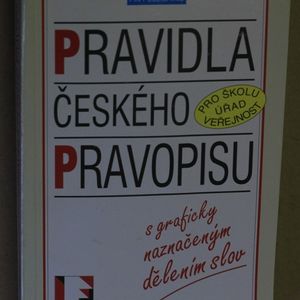 PRAVIDLA
ČESKÉHO
PRO ŠKOLU
ÚŘAD
VEŘEJNOST
PRAVOPISU
s graficky
naznačeným
dělením slov